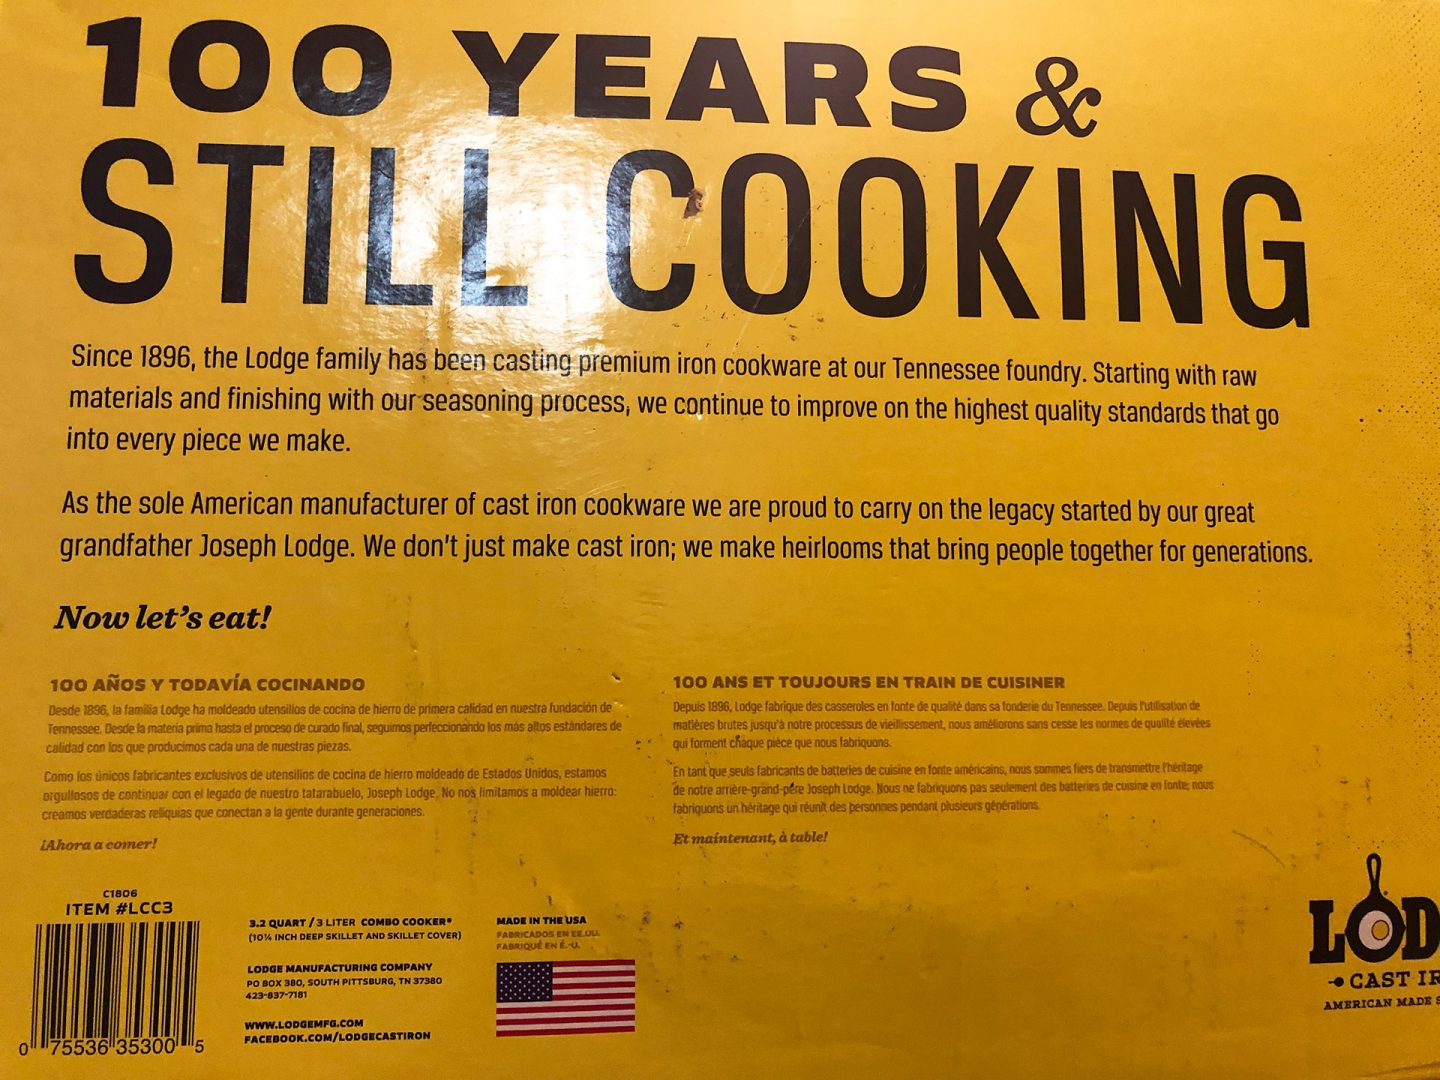 100 YEARS &
STILL COOKING
Since 1896, the Lodge family has been casting premium iron cookware at our Tennessee foundry. Starting with raw
materials and finishing with our seasoning process, we continue to improve on the highest quality standards that go
into every piece we make.
As the sole American manufacturer of cast iron cookware we are proud to carry on the legacy started by our great
grandfather Joseph Lodge. We don't just make cast iron; we make heirlooms that bring people together for generations.
Now let's eat!
100 AÑOS Y TODAVÍA COCINANDO
Desde 1896, la familia Lodge ha moldeado utensilios de cocina de hierro de primera calidad en nuestra fundación de
Tennessee. Desde la materia prima hasta el proceso de curado final, seguimos perfeccionando los más altos estándares de
calidad con los que producimos cada una de nuestras piezas.
Como los únicos fabricantes exclusivos de utensilios de cocina de hierro moldeado de Estados Unidos, estamos
orgullosos de continuar con el legado de nuestro tatarabuelo, Joseph Lodge. No nos limitamos a moldear hierro:
creamos verdaderas reliquias que conectan a la gente durante generaciones.
¡Ahora a comer!
100 ANS ET TOUJOURS EN TRAIN DE CUISINER
Depuis 1896, Lodge fabrique des casseroles en fonte de qualité dans sa fonderie du Tennessee. Depuis l'utilisation de
matières brutes jusqu'à notre processus de vieillissement, nous améliorons sans cesse les normes de qualité élevées
qui forment chaque pièce que nous fabriquons.
En tant que seuls fabricants de batteries de cuisine en fonte américains, nous sommes fiers de transmettre l'héritage
de notre arrière-grand-père Joseph Lodge. Nous ne fabriquons pas seulement des batteries de cuisine en fonte; nous
fabriquons un héritage qui réunit des personnes pendant plusieurs générations.
Et maintenant, à table!
C1806
ITEM #LCC3
0 75536 35300 5
3.2 QUART / 3 LITER COMBO COOKER®
(10¼ INCH DEEP SKILLET AND SKILLET COVER)
LODGE MANUFACTURING COMPANY
PO BOX 380, SOUTH PITTSBURG, TN 37380
423-837-7181
WWW.LODGEMFG.COM
FACEBOOK.COM/LODGECASTIRON
MADE IN THE USA
FABRICADOS EN EE.UU.
FABRIQUÉ EN É.-U.
LOD
CAST IR
AMERICAN MADE S